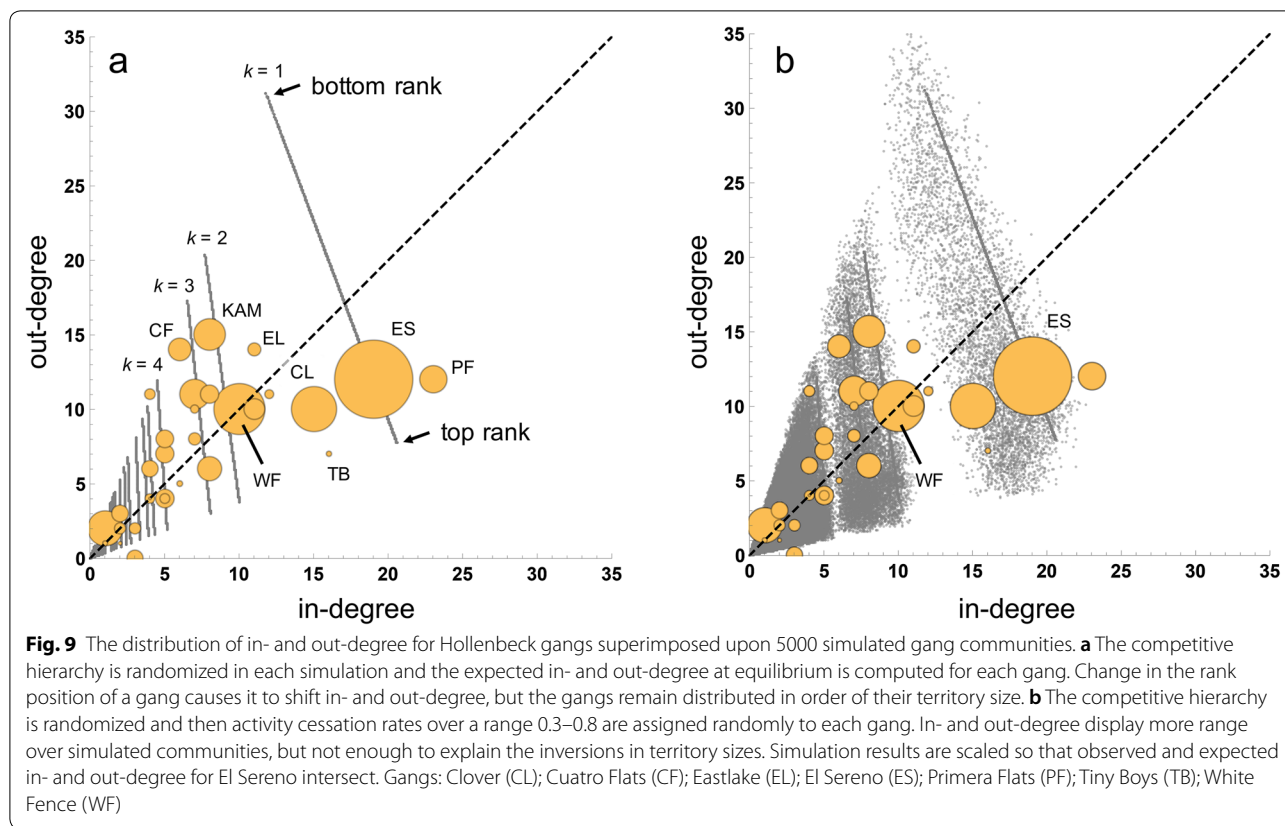 35
30
25
20
15
10
5
0
out-degree
a
k = 1
bottom rank
k = 2
k = 3
KAM
CF
EL
k = 4
CL
ES
PF
WF
TB
top rank
0 5 10 15 20 25 30 35
in-degree
35
30
25
20
15
10
5
0
out-degree
b
ES
WF
0 5 10 15 20 25 30 35
in-degree
Fig. 9 The distribution of in- and out-degree for Hollenbeck gangs superimposed upon 5000 simulated gang communities. a The competitive
hierarchy is randomized in each simulation and the expected in- and out-degree at equilibrium is computed for each gang. Change in the rank
position of a gang causes it to shift in- and out-degree, but the gangs remain distributed in order of their territory size. b The competitive hierarchy
is randomized and then activity cessation rates over a range 0.3–0.8 are assigned randomly to each gang. In- and out-degree display more range
over simulated communities, but not enough to explain the inversions in territory sizes. Simulation results are scaled so that observed and expected
in- and out-degree for El Sereno intersect. Gangs: Clover (CL); Cuatro Flats (CF); Eastlake (EL); El Sereno (ES); Primera Flats (PF); Tiny Boys (TB); White
Fence (WF)